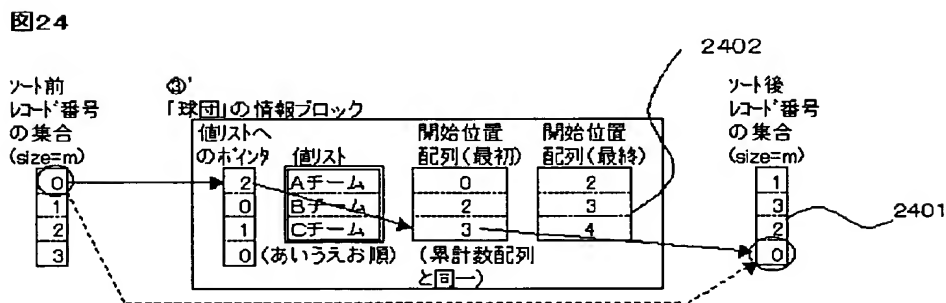 図24
2402
ソート前
レコード番号
の集合
(size=m)
0
1
2
3
③'
「球団」の情報ブロック
値リストへ
のポインタ
2
0
1
0
値リスト
Aチーム
Bチーム
Cチーム
(あいうえお順)
開始位置
配列(最初)
0
2
3
(累計数配列
と同一)
開始位置
配列(最終)
2
3
4
ソート後
レコード番号
の集合
(size=m)
1
3
2
0
2401